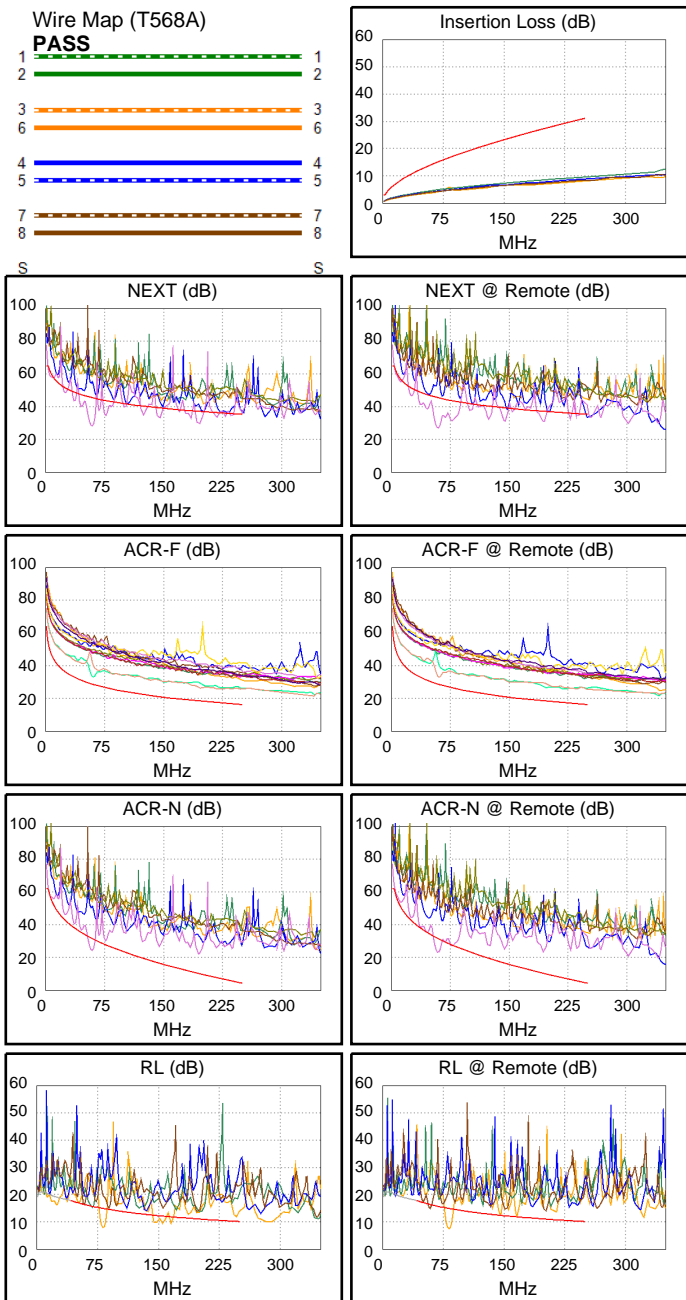 Wire Map (T568A)
PASS
1 1
2 2
3 3
6 6
4 4
5 5
7 7
8 8
S S
Insertion Loss (dB)
60
50
40
30
20
10
0
0 75 150 225 300
MHz
NEXT (dB)
100
80
60
40
20
0
0 75 150 225 300
MHz
NEXT @ Remote (dB)
100
80
60
40
20
0
0 75 150 225 300
MHz
ACR-F (dB)
100
80
60
40
20
0
0 75 150 225 300
MHz
ACR-F @ Remote (dB)
100
80
60
40
20
0
0 75 150 225 300
MHz
ACR-N (dB)
100
80
60
40
20
0
0 75 150 225 300
MHz
ACR-N @ Remote (dB)
100
80
60
40
20
0
0 75 150 225 300
MHz
RL (dB)
60
50
40
30
20
10
0
0 75 150 225 300
MHz
RL @ Remote (dB)
60
50
40
30
20
10
0
0 75 150 225 300
MHz